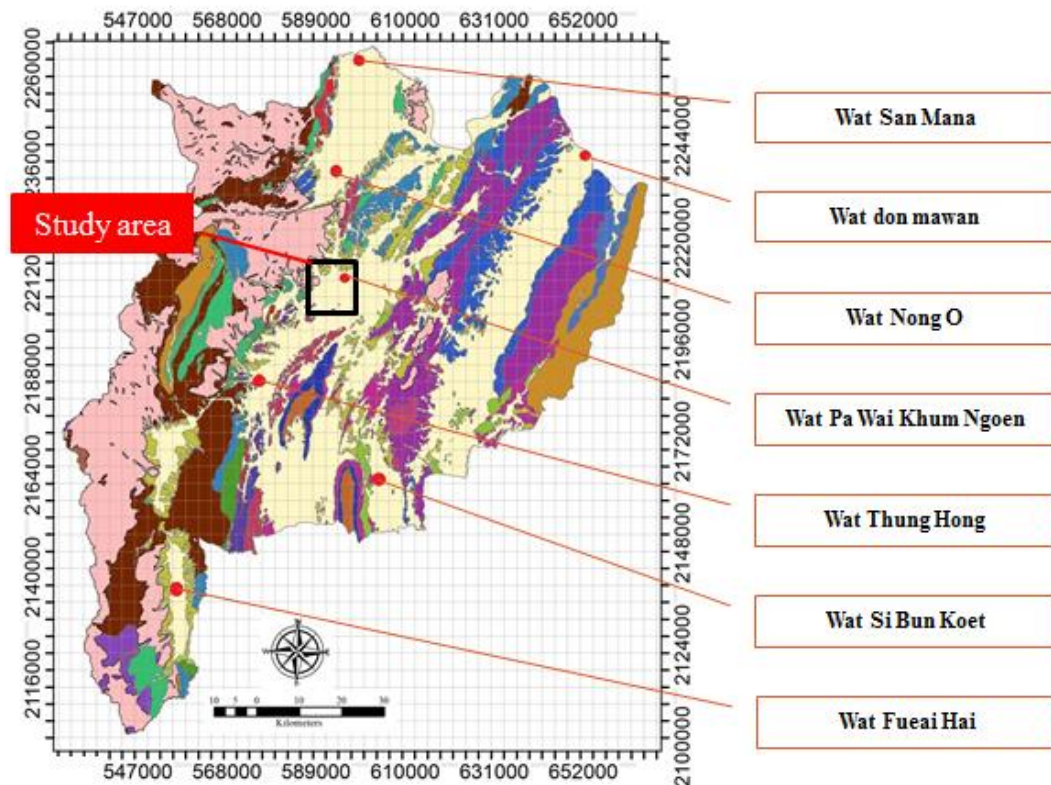 547000 568000 589000 610000 631000 652000
2260000
2236000
2212000
2188000
2164000
2140000
2116000
2244000
2220000
2196000
2172000
2148000
2124000
2100000
Study area
Wat San Mana
Wat don mawan
Wat Nong O
Wat Pa Wai Khum Ngoen
Wat Thung Hong
Wat Si Bun Koet
Wat Fueai Hai
W
E
10 5 0 10 20 30
Kilometers
547000 568000 589000 610000 631000 652000